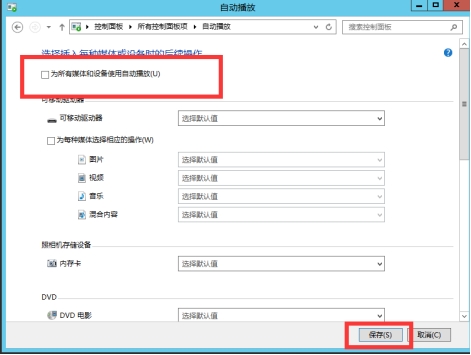 自动播放
控制面板 › 所有控制面板项 › 自动播放
搜索控制面板
选择插入每种媒体或设备时的后续操作
为所有媒体和设备使用自动播放(U)
可移动驱动器
可移动驱动器 选择默认值
为每种媒体选择相应的操作(W)
图片 选择默认值
视频 选择默认值
音乐 选择默认值
混合内容 选择默认值
照相机存储设备
内存卡 选择默认值
DVD
DVD 电影 选择默认值
保存(S) 取消(C)